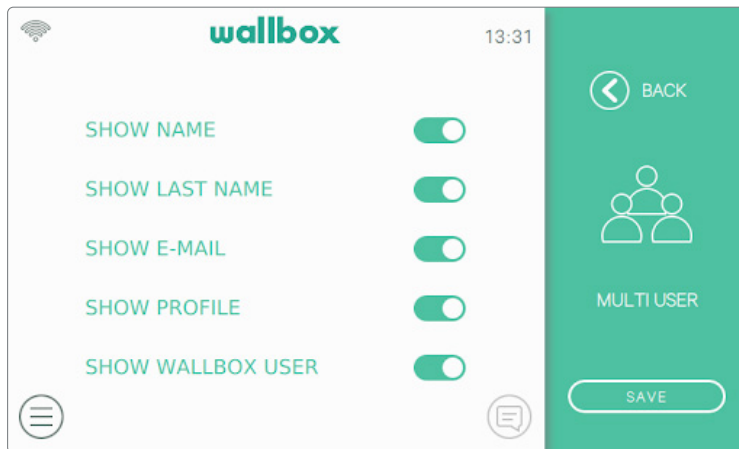 wallbox
13:31
SHOW NAME
SHOW LAST NAME
SHOW E-MAIL
SHOW PROFILE
SHOW WALLBOX USER
BACK
MULTI USER
SAVE